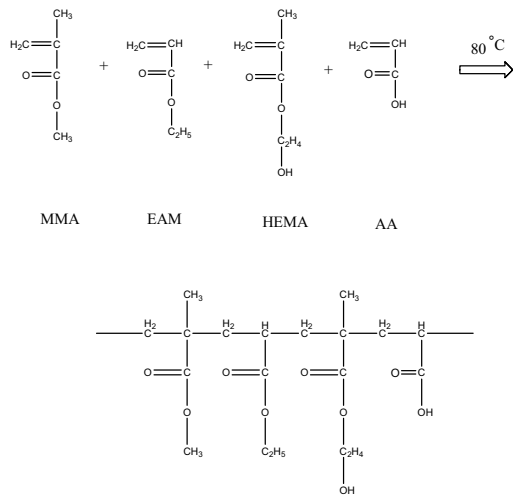 CH3 CH3
H2C=C + H2C=CH + H2C=C + H2C=CH 80 °C
O=C O=C O=C O=C
O O O OH
CH3 C2H5 C2H4
OH
MMA EAM HEMA AA
CH3 CH3
H2 H2 H H2 H2 H
C C C C C C C C
O=C O=C O=C O=C
O O O OH
CH3 C2H5 C2H4
OH